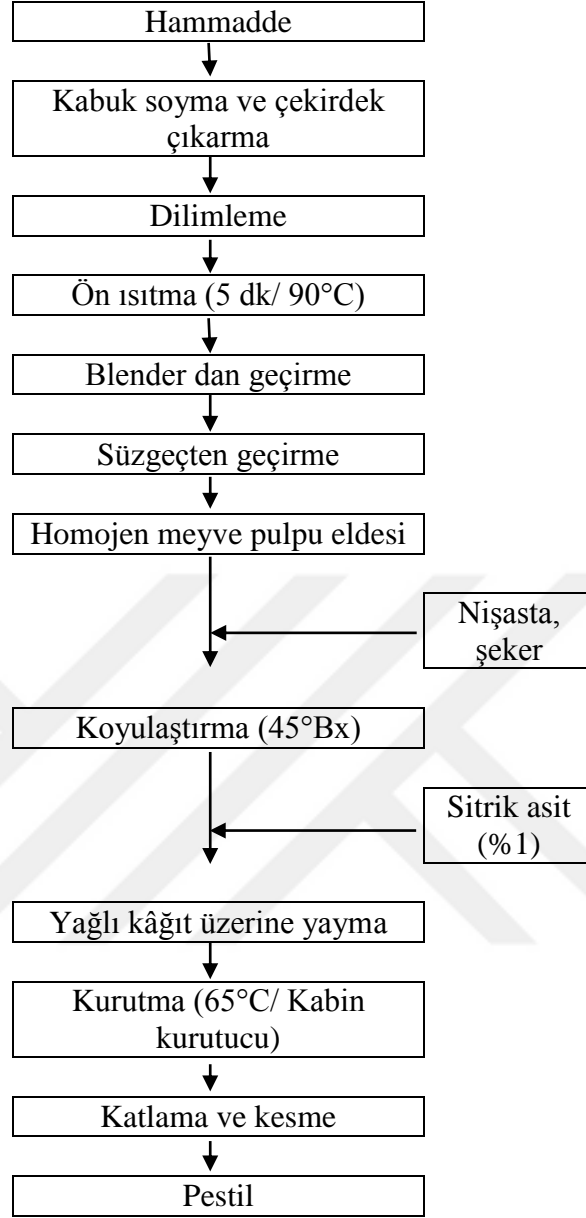 Hammadde
Kabuk soyma ve çekirdek
çıkarma
Dilimleme
Ön ısıtma (5 dk/ 90°C)
Blender dan geçirme
Süzgeçten geçirme
Homojen meyve pulpu eldesi
Nişasta,
şeker
Koyulaştırma (45°Bx)
Sitrik asit
(%1)
Yağlı kâğıt üzerine yayma
Kurutma (65°C/ Kabin
kurutucu)
Katlama ve kesme
Pestil